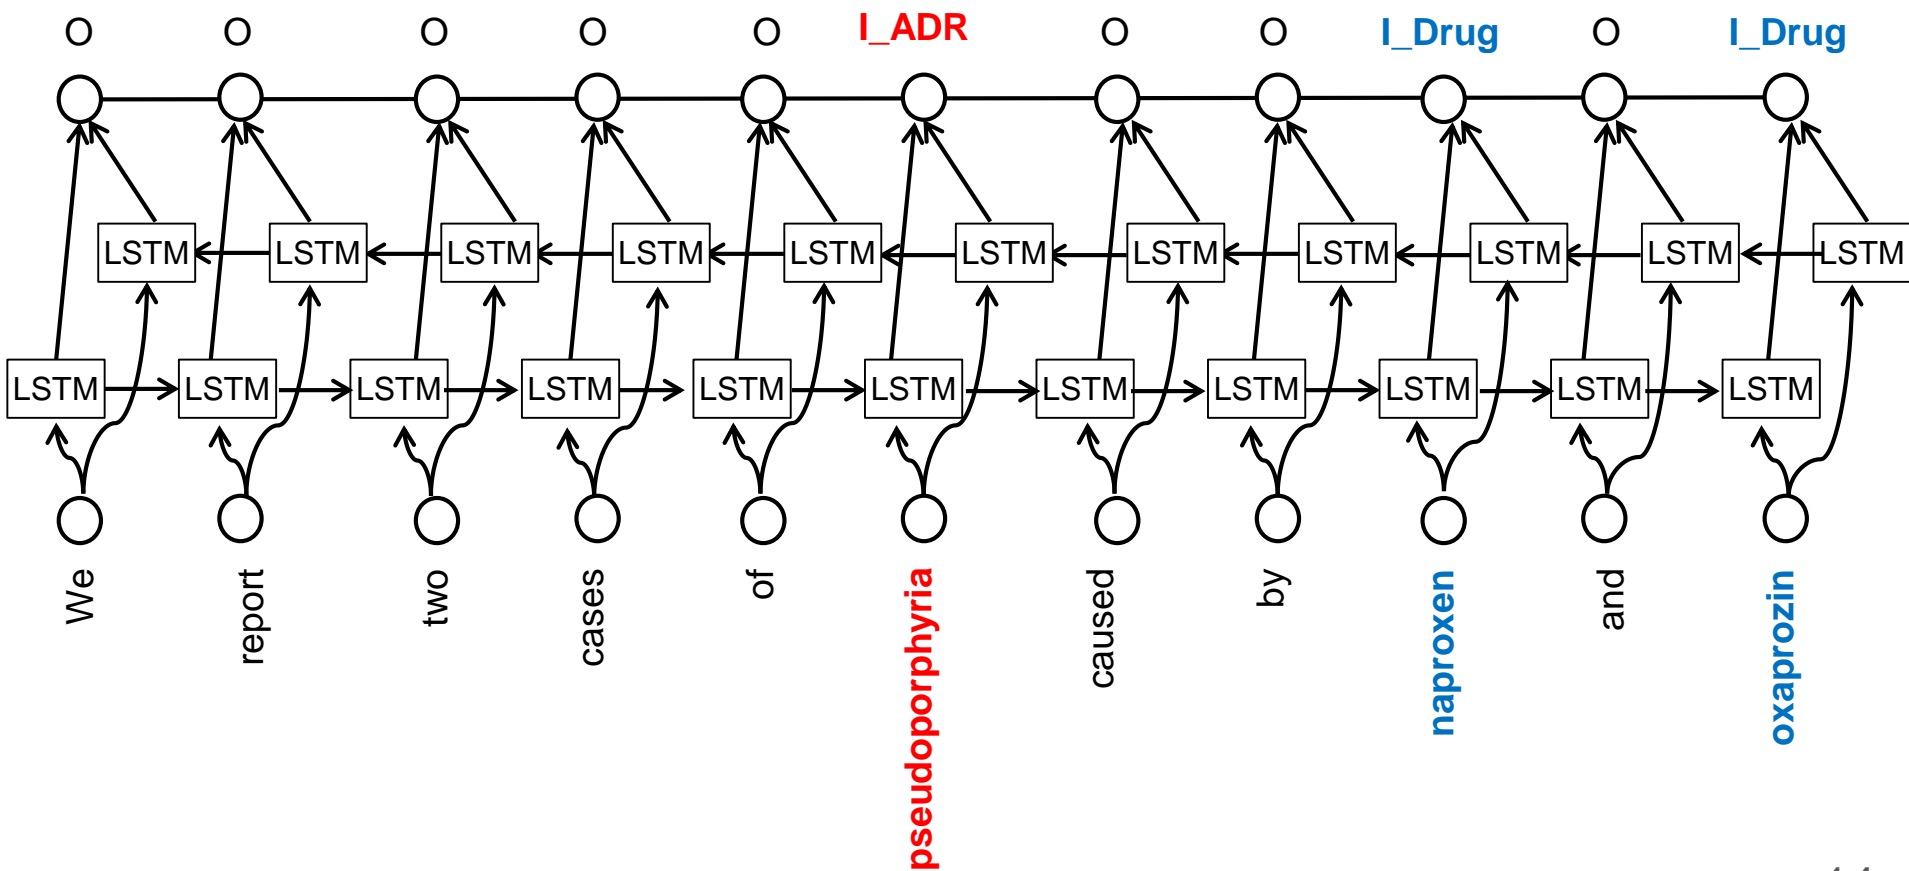 O O O O O I_ADR O O I_Drug O I_Drug
LSTM LSTM LSTM LSTM LSTM LSTM LSTM LSTM LSTM LSTM LSTM
LSTM LSTM LSTM LSTM LSTM LSTM LSTM LSTM LSTM LSTM LSTM
We report two cases of pseudoporphyria caused by naproxen and oxaprozin